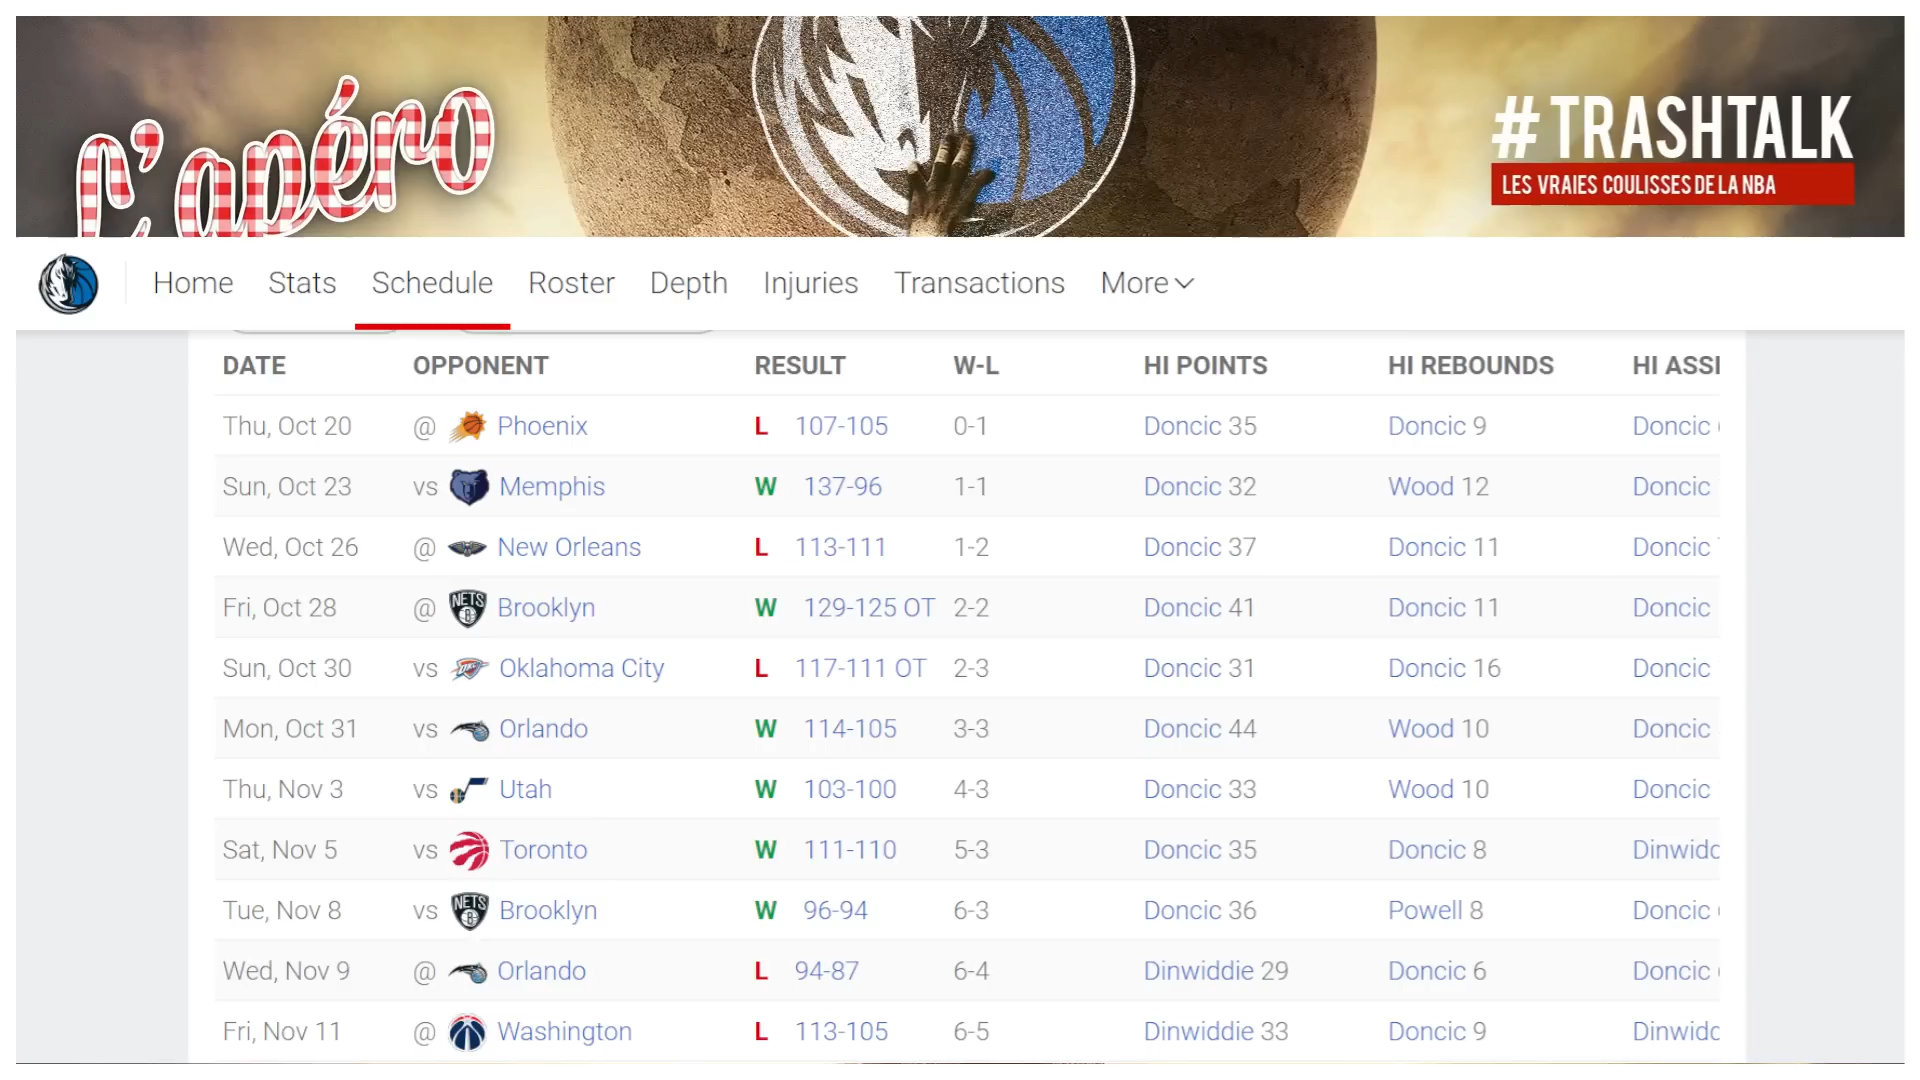 L'apéro
#TRASHTALK
LES VRAIES COULISSES DE LA NBA
Home Stats Schedule Roster Depth Injuries Transactions More
DATE OPPONENT RESULT W-L HI POINTS HI REBOUNDS HI ASSI
Thu, Oct 20 @ Phoenix L 107-105 0-1 Doncic 35 Doncic 9 Doncic
Sun, Oct 23 vs Memphis W 137-96 1-1 Doncic 32 Wood 12 Doncic
Wed, Oct 26 @ New Orleans L 113-111 1-2 Doncic 37 Doncic 11 Doncic
Fri, Oct 28 @ NETS B Brooklyn W 129-125 OT 2-2 Doncic 41 Doncic 11 Doncic
Sun, Oct 30 vs Oklahoma City L 117-111 OT 2-3 Doncic 31 Doncic 16 Doncic
Mon, Oct 31 vs Orlando W 114-105 3-3 Doncic 44 Wood 10 Doncic
Thu, Nov 3 vs Utah W 103-100 4-3 Doncic 33 Wood 10 Doncic
Sat, Nov 5 vs Toronto W 111-110 5-3 Doncic 35 Doncic 8 Dinwidd
Tue, Nov 8 vs NETS B Brooklyn W 96-94 6-3 Doncic 36 Powell 8 Doncic
Wed, Nov 9 @ Orlando L 94-87 6-4 Dinwiddie 29 Doncic 6 Doncic
Fri, Nov 11 @ Washington L 113-105 6-5 Dinwiddie 33 Doncic 9 Dinwidd